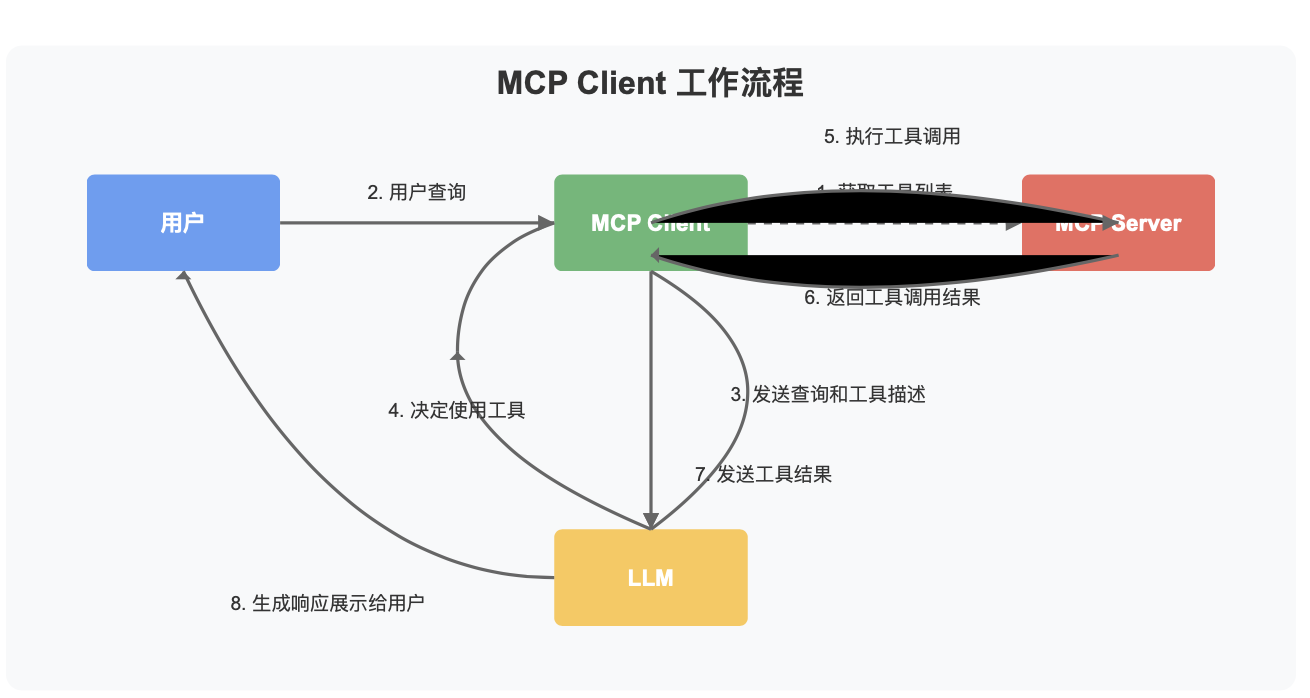 MCP Client 工作流程
5. 执行工具调用
2. 用户查询
1. 获取工具列表
用户
MCP Client
MCP Server
6. 返回工具调用结果
3. 发送查询和工具描述
4. 决定使用工具
7. 发送工具结果
LLM
8. 生成响应展示给用户